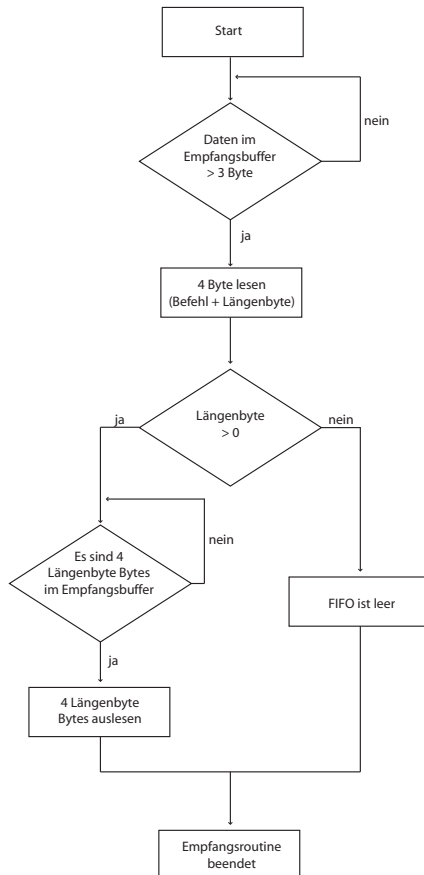 Start
nein
Daten im
Empfangsbuffer
> 3 Byte
ja
4 Byte lesen
(Befehl + Längenbyte)
ja
Längenbyte
> 0
nein
nein
Es sind 4
Längenbyte Bytes
im Empfangsbuffer
FIFO ist leer
ja
4 Längenbyte
Bytes auslesen
Empfangsroutine
beendet